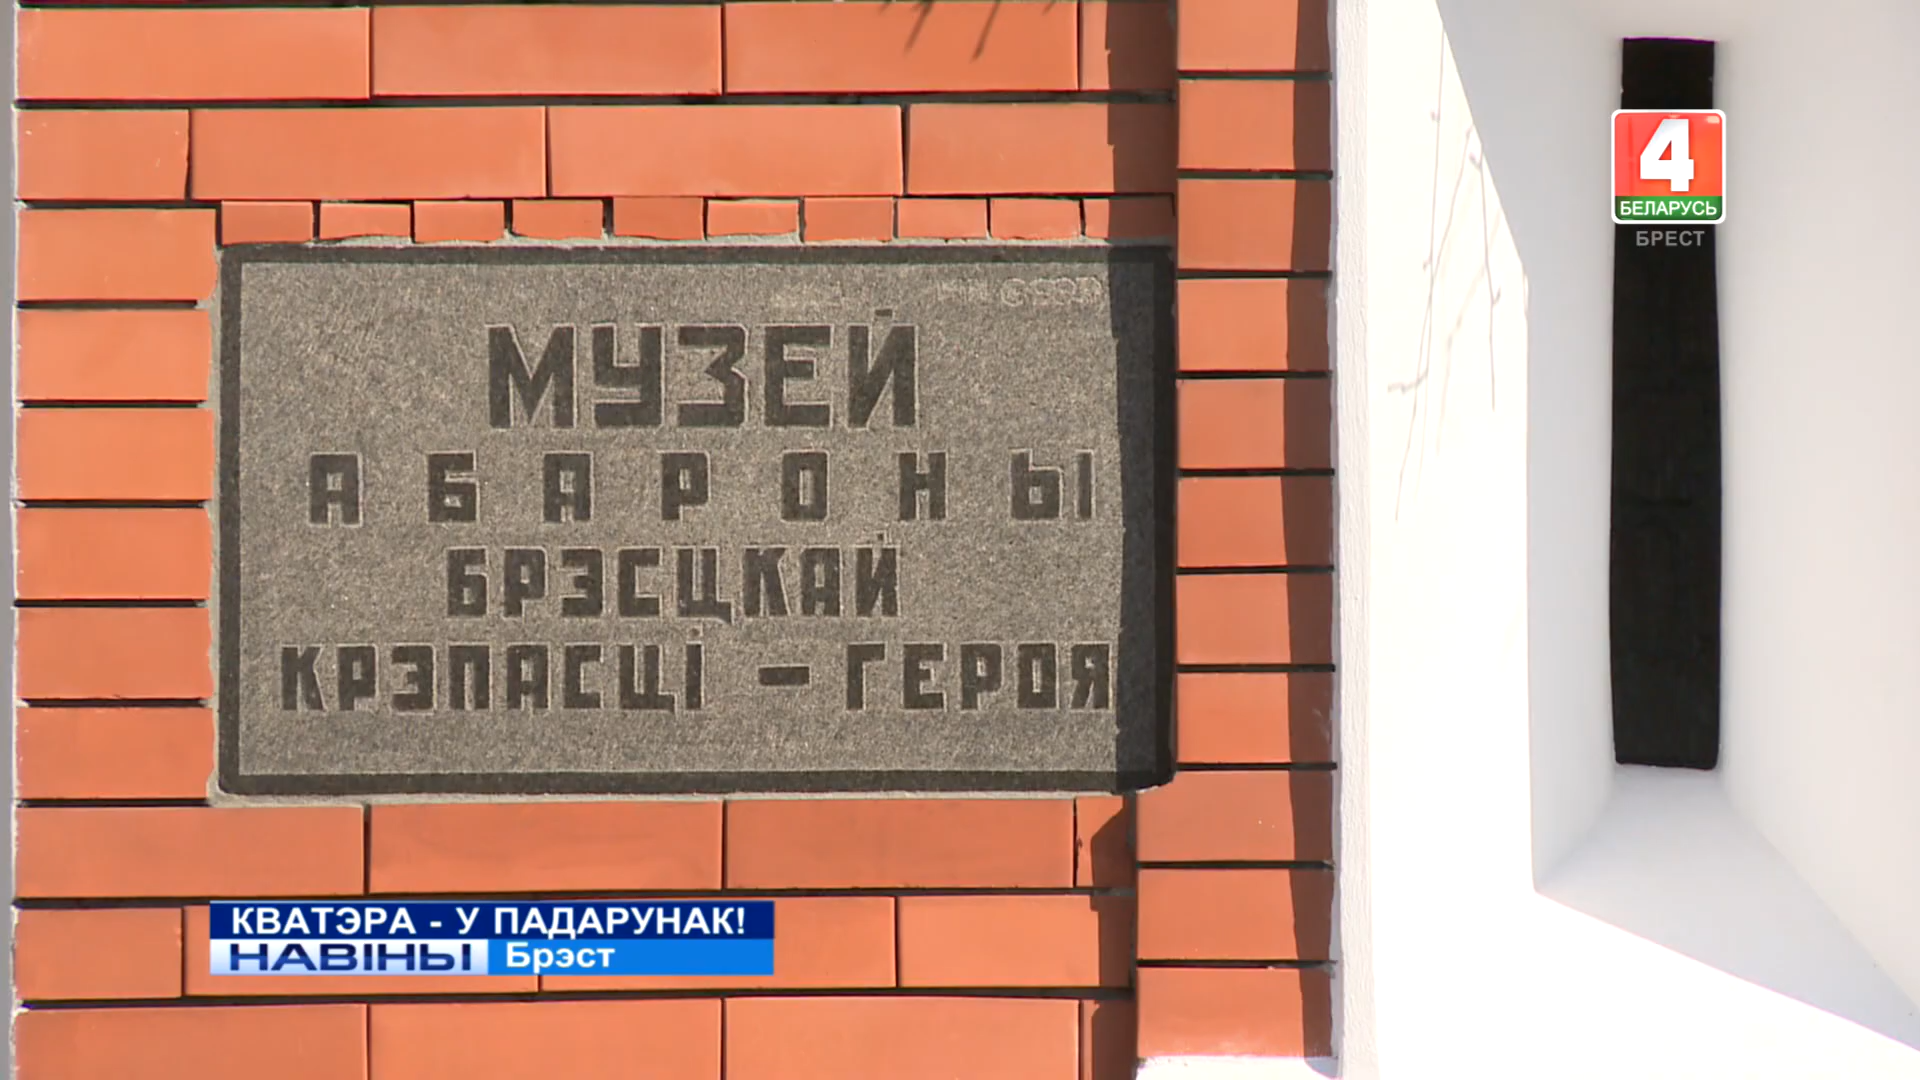 4
БЕЛАРУСЬ
БРЕСТ
МУЗЕЙ
АБАРОНЫ
БРЭСЦКАЙ
КРЭПАСЦІ – ГЕРОЯ
КВАТЭРА - У ПАДАРУНАК!
НАВІНЫ Брэст